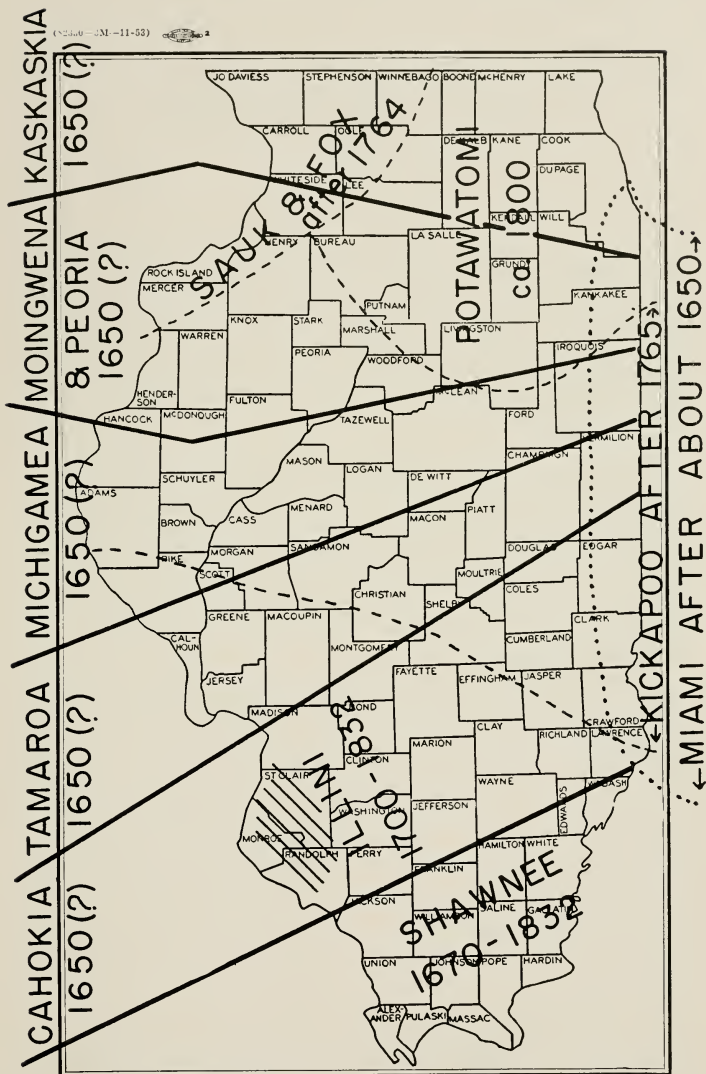 2
KASKASKIA
1650 (?)
MOINGWENA
& PEORIA
1650 (?)
MICHIGAMEA
1650 (?)
TAMAROA
1650 (?)
CAHOKIA
1650 (?)
JO DAVIESS
STEPHENSON
WINNEBAGO
BOONE
McHENRY
LAKE
CARROLL
OGLE
DEKALB
KANE
COOK
DUPAGE
WHITESIDE
LEE
KENDALL
WILL
SAUK & FOX
after 1764
POTAWATOMI
ca 1800
ROCK ISLAND
HENRY
BUREAU
LA SALLE
GRUNDY
MERCER
PUTNAM
KANKAKEE
KNOX
STARK
MARSHALL
LIVINGSTON
WARREN
PEORIA
WOODFORD
IROQUOIS
HENDER-
SON
HANCOCK
McDONOUGH
FULTON
TAZEWELL
McLEAN
FORD
MASON
LOGAN
CHAMPAIGN
VERMILION
SCHUYLER
DE WITT
ADAMS
BROWN
CASS
MENARD
MACON
PIATT
PIKE
MORGAN
SANGAMON
DOUGLAS
EDGAR
SCOTT
CHRISTIAN
MOULTRIE
COLES
SHELBY
GREENE
MACOUPIN
CLARK
CAL-
HOUN
MONTGOMERY
CUMBERLAND
JERSEY
FAYETTE
EFFINGHAM
JASPER
MADISON
BOND
CRAWFORD
CLAY
RICHLAND
LAWRENCE
CLINTON
MARION
ST CLAIR
ILLINI
1700-1832
WAYNE
WABASH
EDWARDS
WASHINGTON
JEFFERSON
MONROE
RANDOLPH
PERRY
HAMILTON
WHITE
FRANKLIN
JACKSON
WILLIAMSON
SALINE
GALLATIN
SHAWNEE
1670-1832
UNION
JOHNSON
POPE
HARDIN
ALEX-
ANDER
PULASKI
MASSAC
←KICKAPOO AFTER 1765→
←MIAMI AFTER ABOUT 1650→